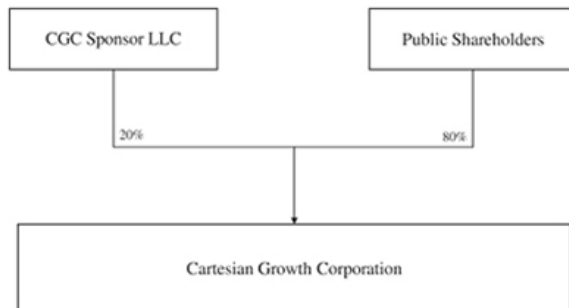 CGC Sponsor LLC
Public Shareholders
20%
80%
Cartesian Growth Corporation